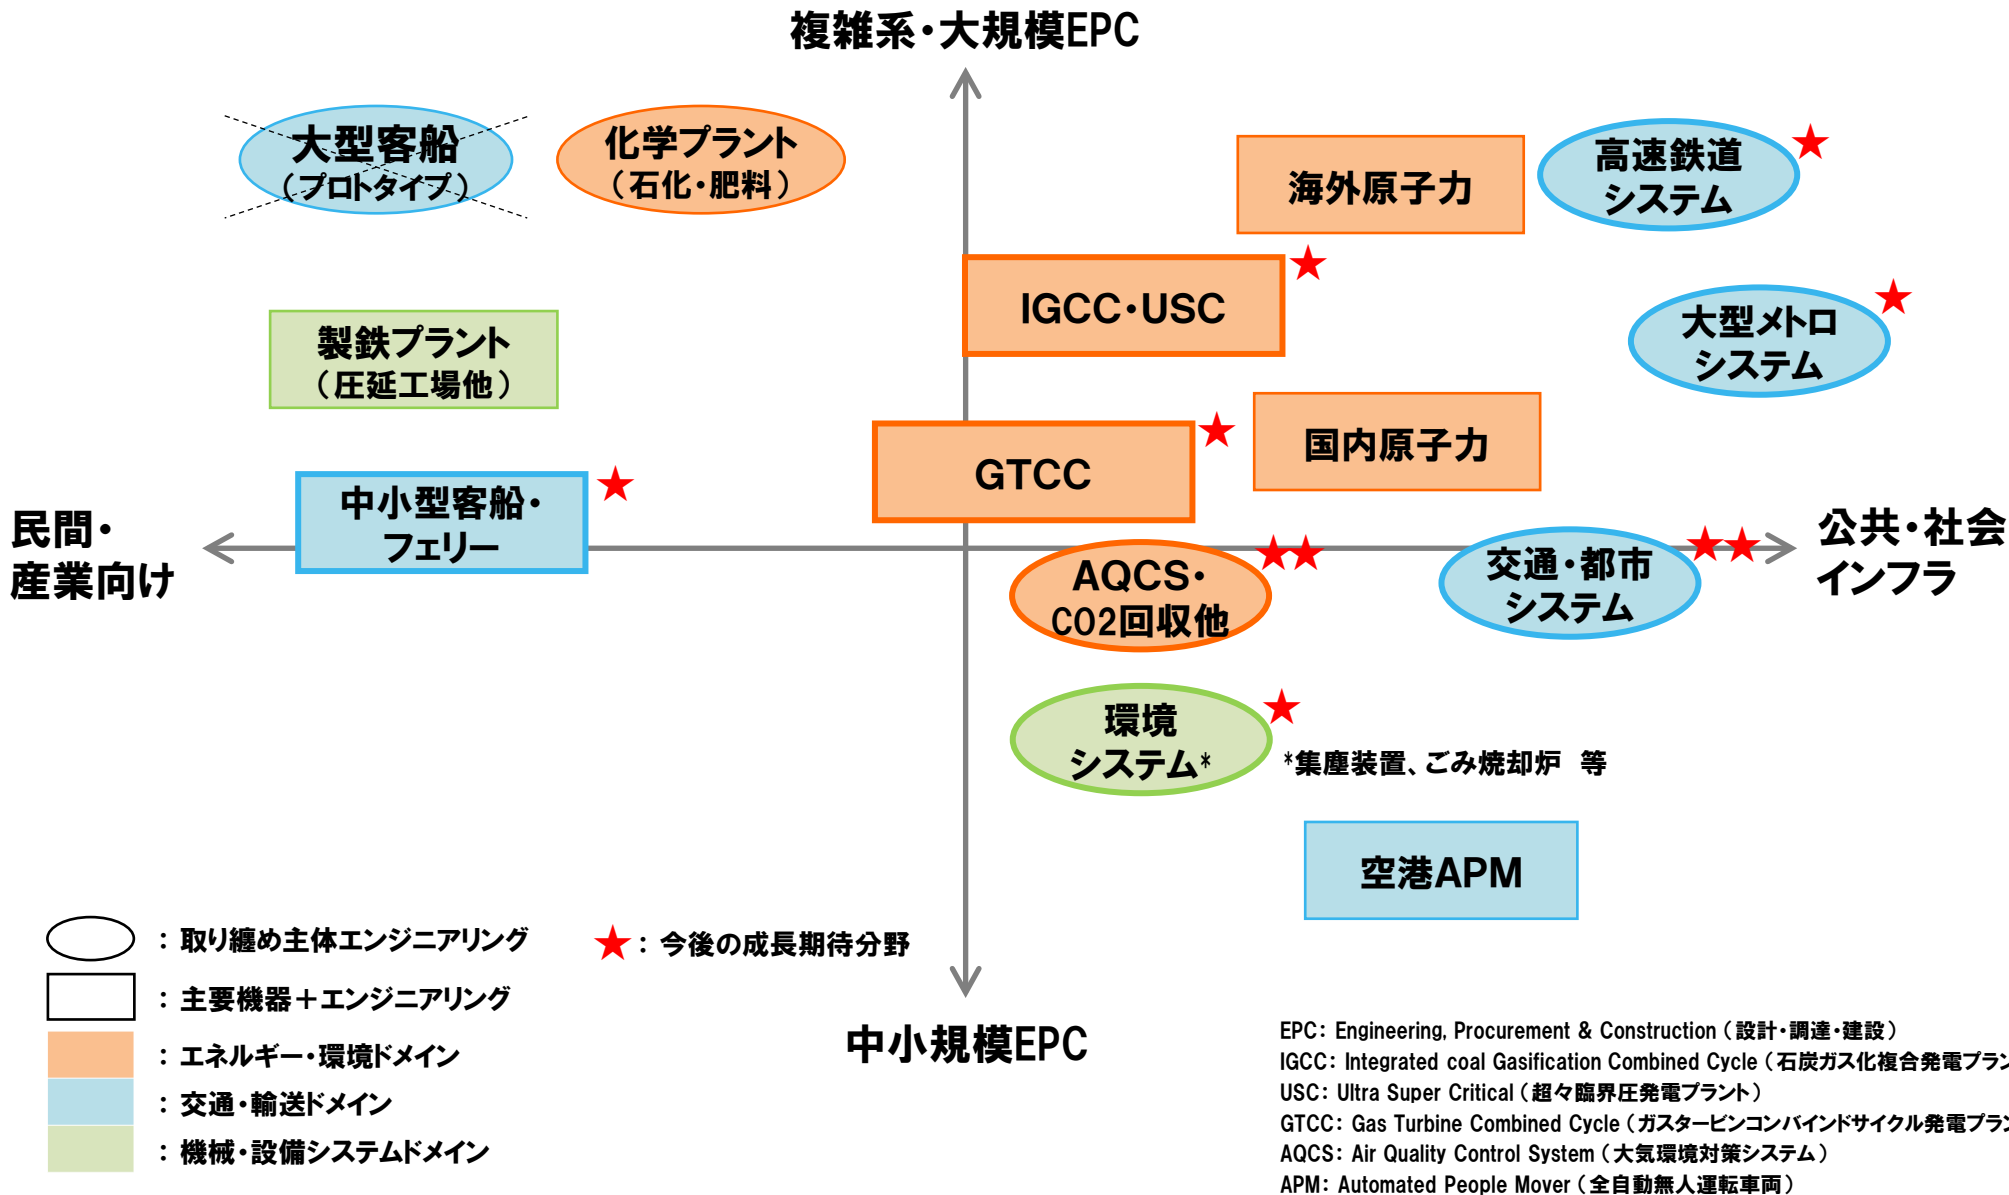 複雑系・大規模EPC
大型客船
（プロトタイプ）
化学プラント
（石化・肥料）
海外原子力
高速鉄道
システム
IGCC・USC
大型メトロ
システム
製鉄プラント
（圧延工場他）
GTCC
国内原子力
中小型客船・
フェリー
民間・
産業向け
公共・社会
インフラ
AQCS・
CO2回収他
交通・都市
システム
環境
システム*
*集塵装置、ごみ焼却炉　等
空港APM
：取り纏め主体エンジニアリング
★：今後の成長期待分野
：主要機器＋エンジニアリング
：エネルギー・環境ドメイン
：交通・輸送ドメイン
：機械・設備システムドメイン
中小規模EPC
EPC：Engineering, Procurement & Construction（設計・調達・建設）
IGCC：Integrated coal Gasification Combined Cycle（石炭ガス化複合発電プラン
USC：Ultra Super Critical（超々臨界圧発電プラント）
GTCC：Gas Turbine Combined Cycle（ガスタービンコンバインドサイクル発電プラン
AQCS：Air Quality Control System（大気環境対策システム）
APM：Automated People Mover（全自動無人運転車両）